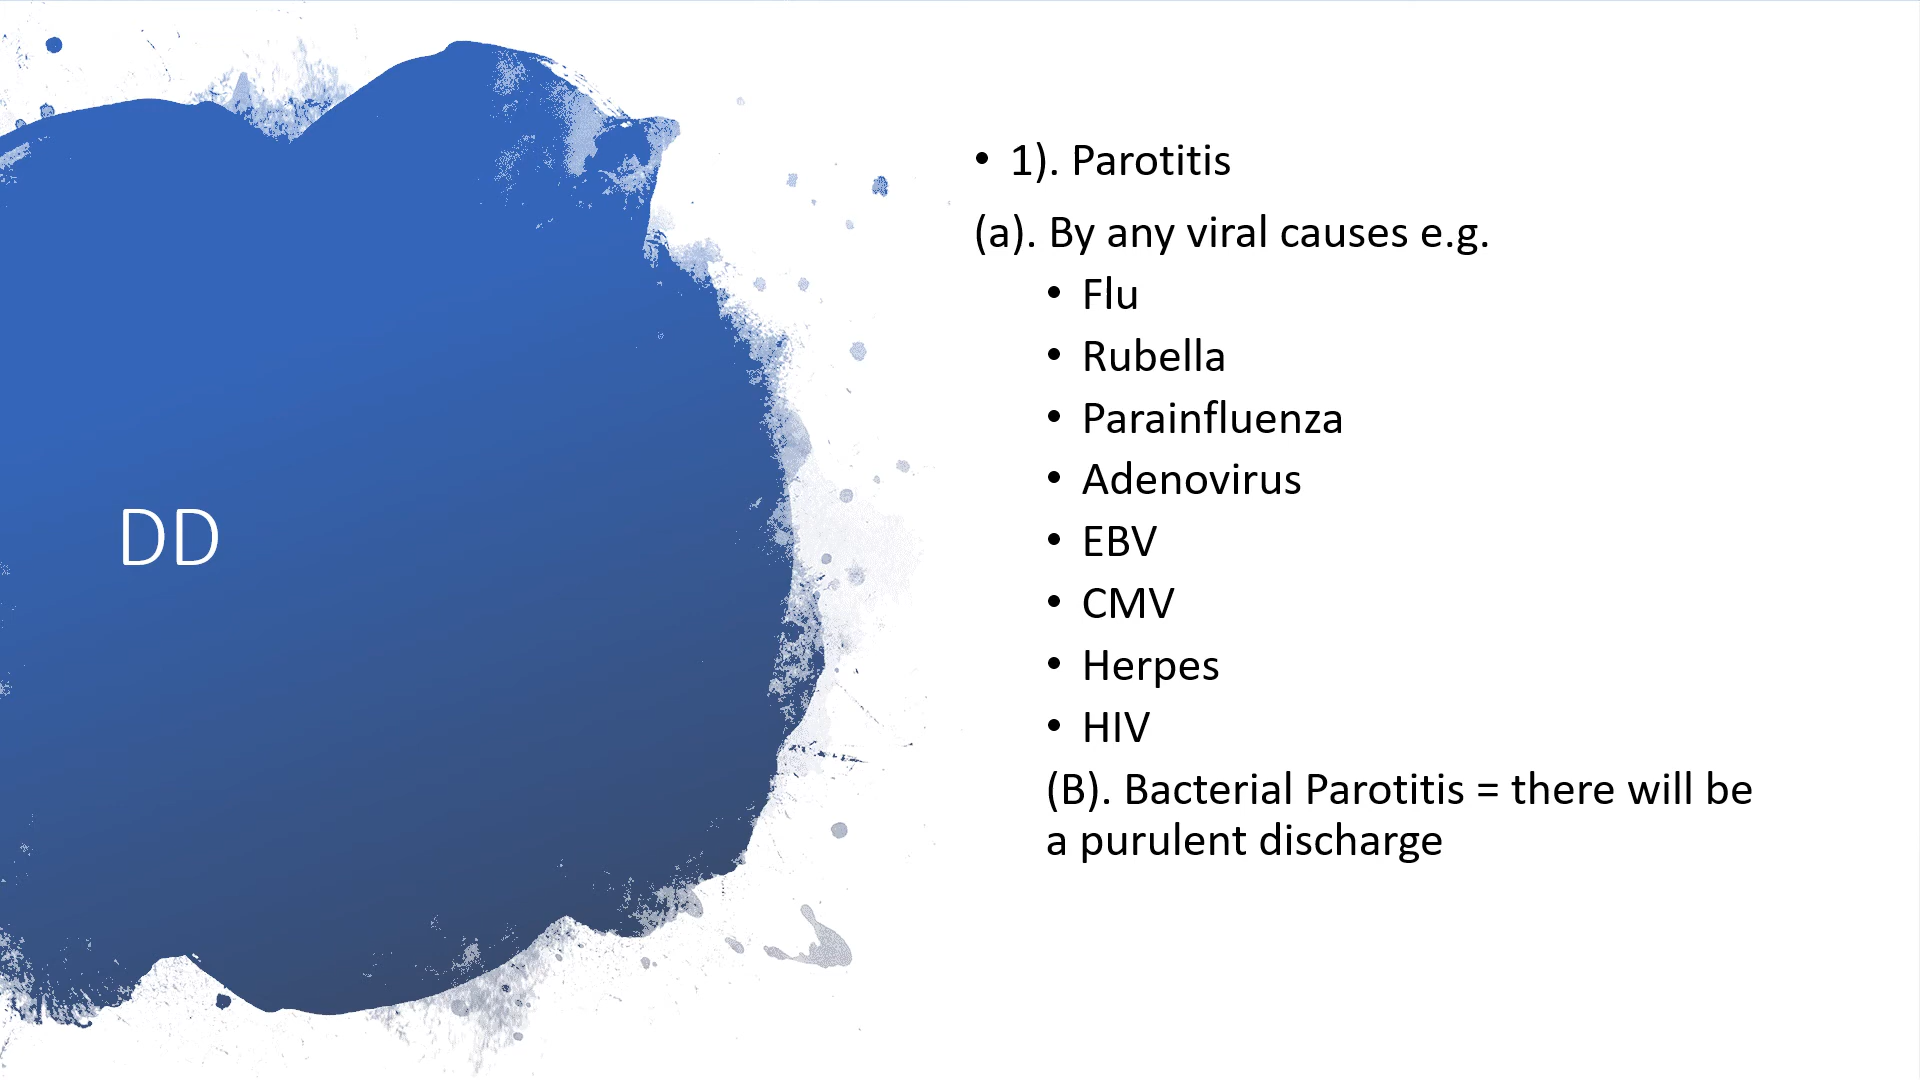 DD
• 1). Parotitis
(a). By any viral causes e.g.
• Flu
• Rubella
• Parainfluenza
• Adenovirus
• EBV
• CMV
• Herpes
• HIV
(B). Bacterial Parotitis = there will be
a purulent discharge